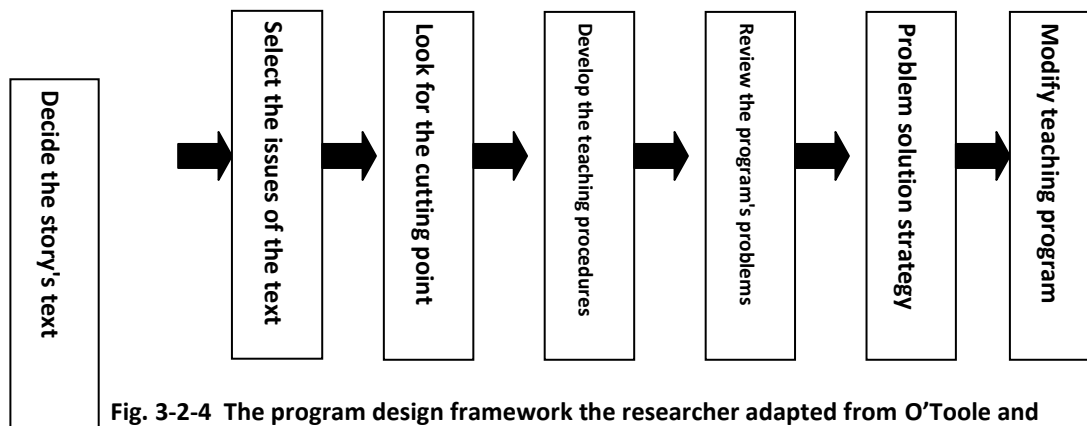 Decide the story's text
Select the issues of the text
Look for the cutting point
Develop the teaching procedures
Review the program's problems
Problem solution strategy
Modify teaching program
Fig. 3-2-4 The program design framework the researcher adapted from O’Toole and